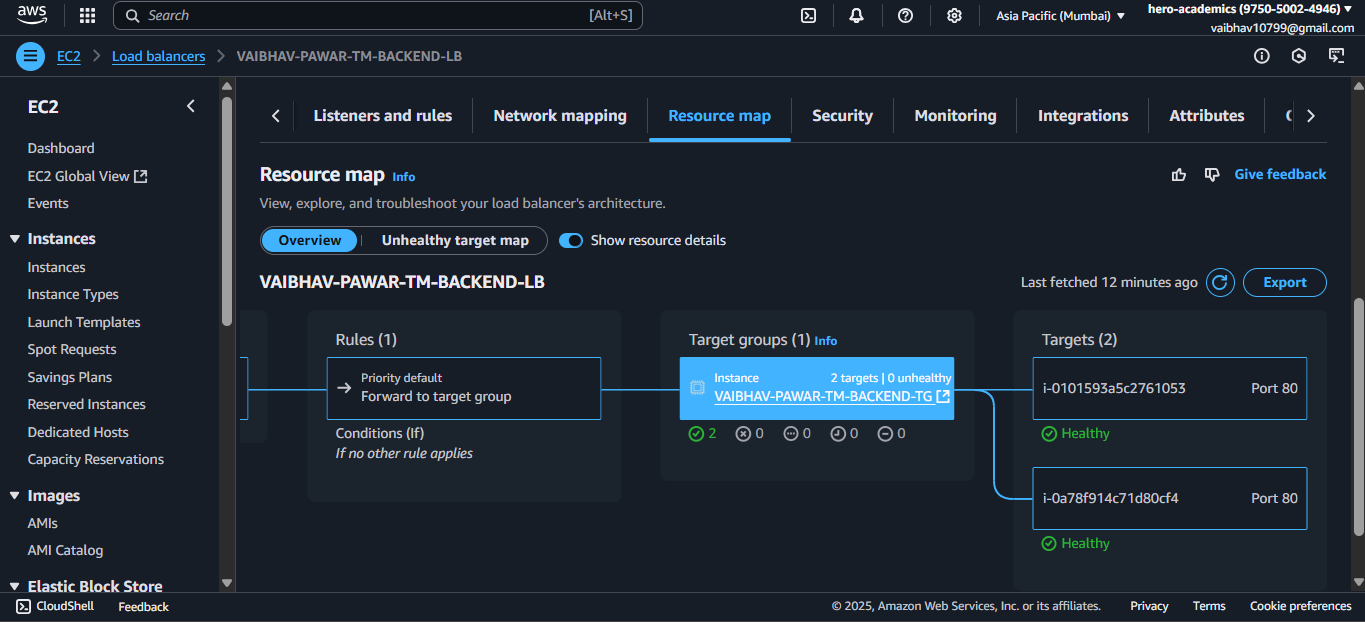 aws
Search [Alt+S]
Asia Pacific (Mumbai)
hero-academics (9750-5002-4946)
vaibhav10799@gmail.com
EC2 > Load balancers > VAIBHAV-PAWAR-TM-BACKEND-LB
EC2
Dashboard
EC2 Global View
Events
Instances
Instances
Instance Types
Launch Templates
Spot Requests
Savings Plans
Reserved Instances
Dedicated Hosts
Capacity Reservations
Images
AMIs
AMI Catalog
Elastic Block Store
Listeners and rules
Network mapping
Resource map
Security
Monitoring
Integrations
Attributes
Resource map Info
Give feedback
View, explore, and troubleshoot your load balancer's architecture.
Overview
Unhealthy target map
Show resource details
VAIBHAV-PAWAR-TM-BACKEND-LB
Last fetched 12 minutes ago
Export
Rules (1)
Priority default
Forward to target group
Conditions (If)
If no other rule applies
Target groups (1) Info
Instance 2 targets | 0 unhealthy
VAIBHAV-PAWAR-TM-BACKEND-TG
2 0 0 0 0
Targets (2)
i-0101593a5c2761053 Port 80
Healthy
i-0a78f914c71d80cf4 Port 80
Healthy
CloudShell
Feedback
© 2025, Amazon Web Services, Inc. or its affiliates.
Privacy
Terms
Cookie preferences